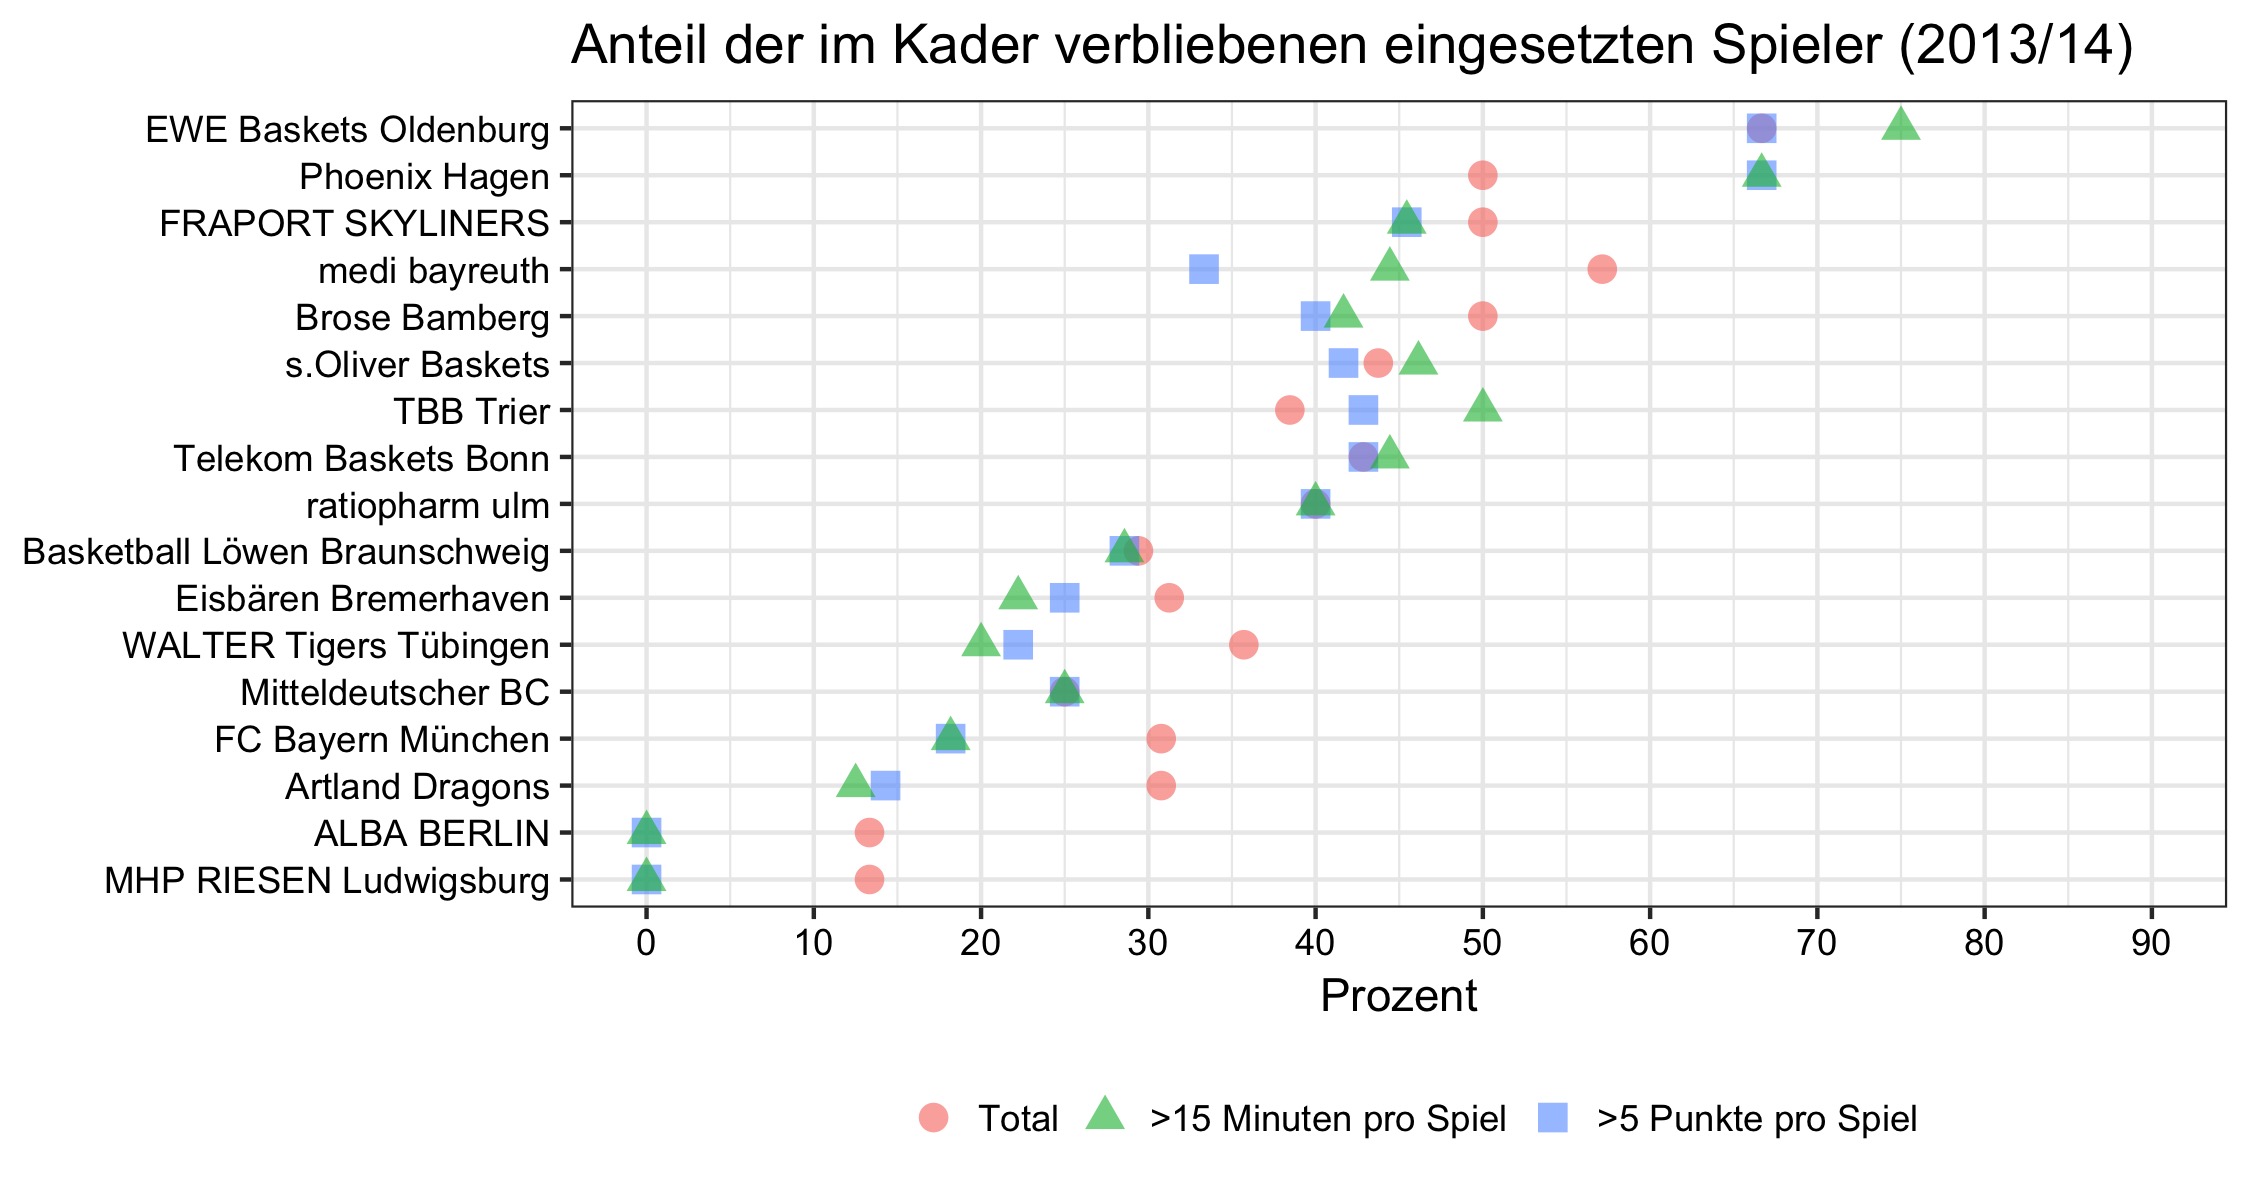 Anteil der im Kader verbliebenen eingesetzten Spieler (2013/14)
EWE Baskets Oldenburg
Phoenix Hagen
FRAPORT SKYLINERS
medi bayreuth
Brose Bamberg
s.Oliver Baskets
TBB Trier
Telekom Baskets Bonn
ratiopharm ulm
Basketball Löwen Braunschweig
Eisbären Bremerhaven
WALTER Tigers Tübingen
Mitteldeutscher BC
FC Bayern München
Artland Dragons
ALBA BERLIN
MHP RIESEN Ludwigsburg
0 10 20 30 40 50 60 70 80 90
Prozent
Total >15 Minuten pro Spiel >5 Punkte pro Spiel